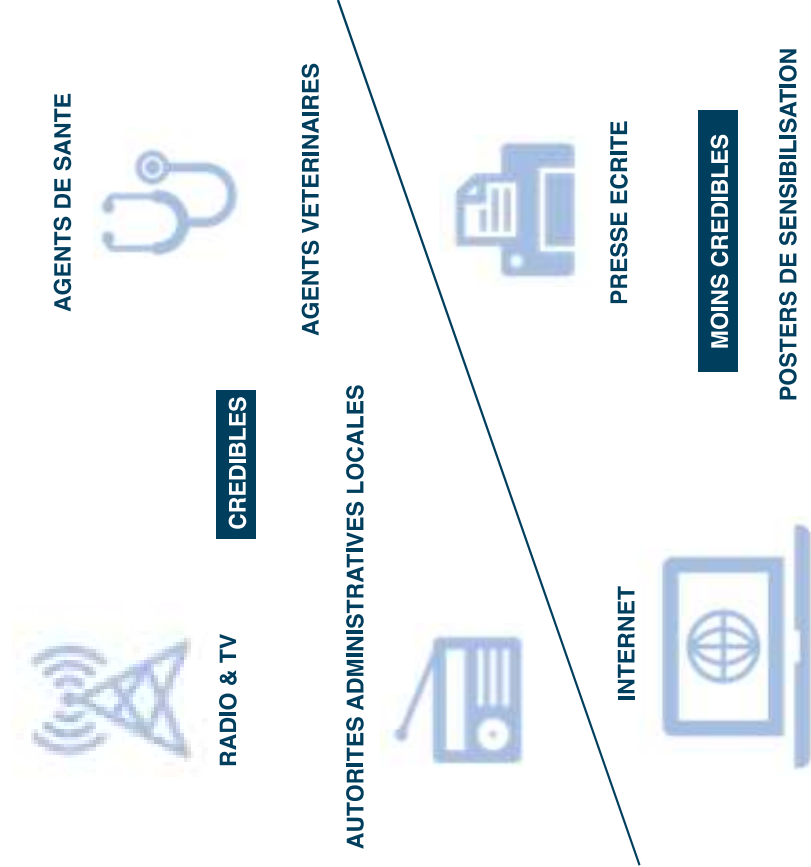 AGENTS DE SANTE
RADIO & TV
CREDIBLES
AGENTS VETERINAIRES
AUTORITES ADMINISTRATIVES LOCALES
INTERNET
PRESSE ECRITE
MOINS CREDIBLES
POSTERS DE SENSIBILISATION